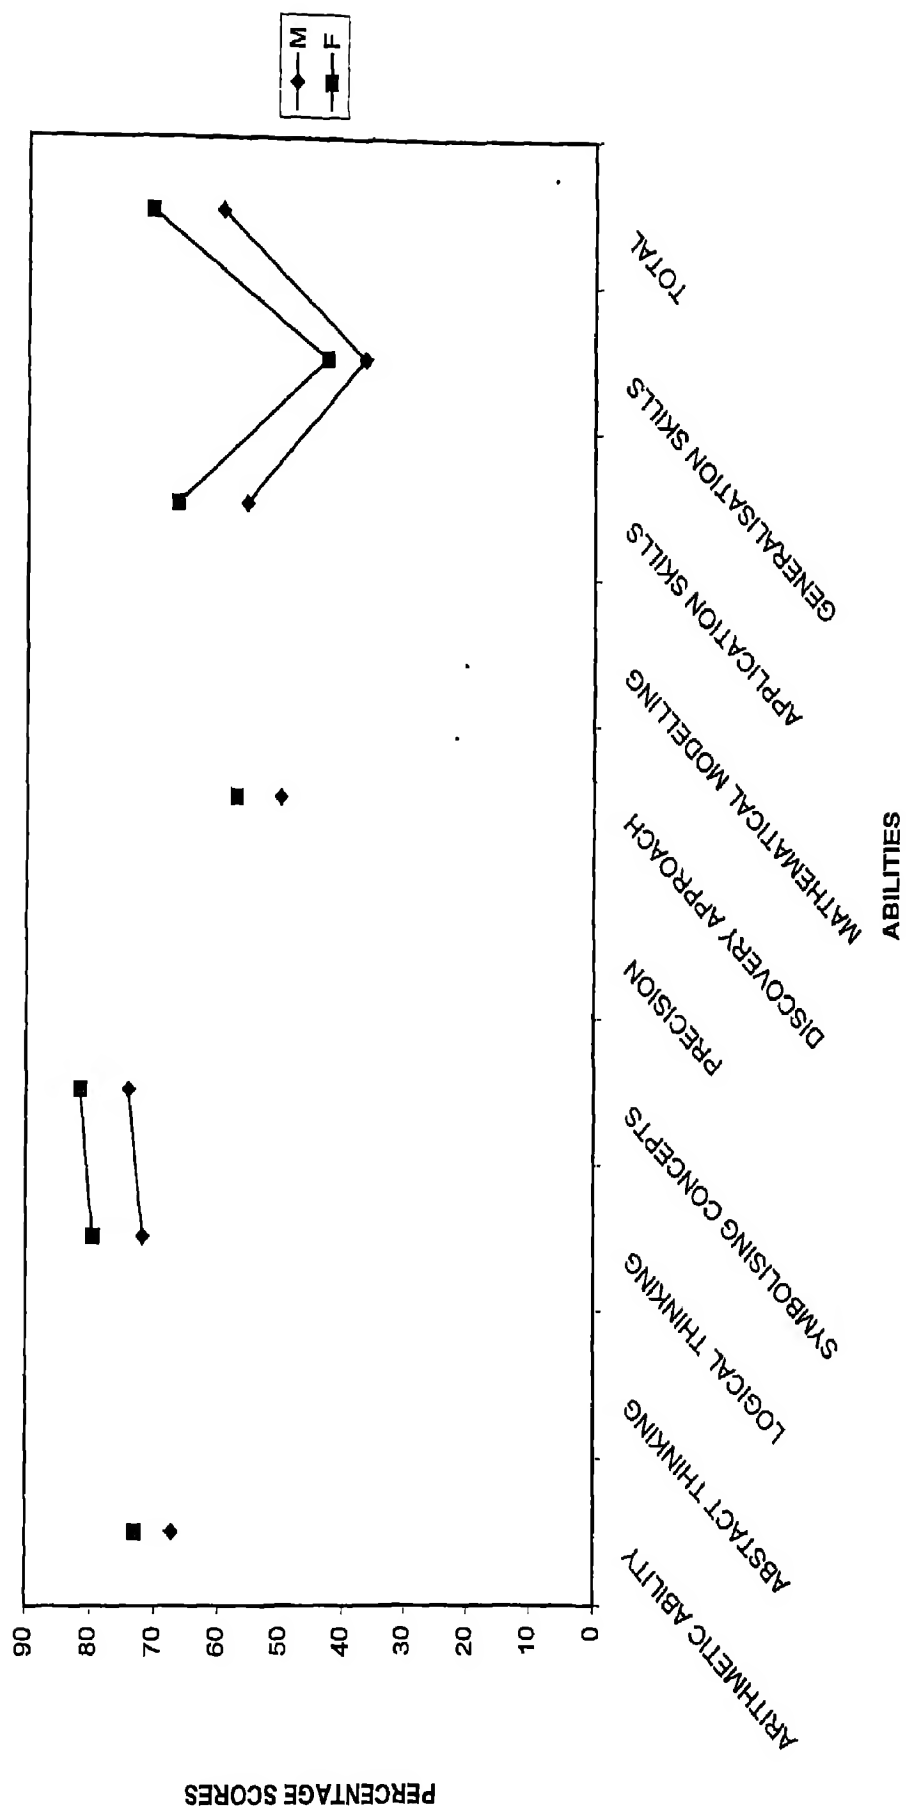 M
F
PERCENTAGE SCORES
90
80
70
60
50
40
30
20
10
0
ARITHMETIC ABILITY
ABSTACT THINKING
LOGICAL THINKING
SYMBOLISING CONCEPTS
PRECISION
DISCOVERY APPROACH
MATHEMATICAL MODELLING
APPLICATION SKILLS
GENERALISATION SKILLS
TOTAL
ABILITIES